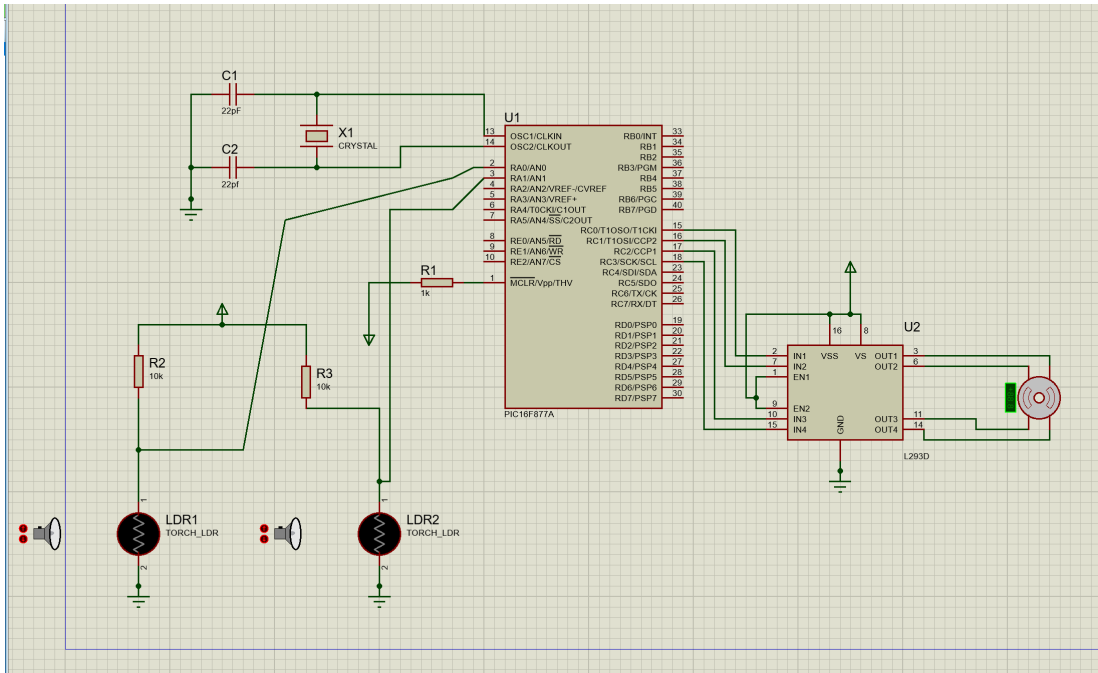 C1
22pF
X1
CRYSTAL
C2
22pf
U1
13
OSC1/CLKIN
14
OSC2/CLKOUT
2
RA0/AN0
3
RA1/AN1
4
RA2/AN2/VREF-/CVREF
5
RA3/AN3/VREF+
6
RA4/T0CKI/C1OUT
7
RA5/AN4/SS/C2OUT
8
RE0/AN5/RD
9
RE1/AN6/WR
10
RE2/AN7/CS
1
MCLR/Vpp/THV
RB0/INT
33
RB1
34
RB2
35
RB3/PGM
36
RB4
37
RB5
38
RB6/PGC
39
RB7/PGD
40
RC0/T1OSO/T1CKI
15
RC1/T1OSI/CCP2
16
RC2/CCP1
17
RC3/SCK/SCL
18
RC4/SDI/SDA
23
RC5/SDO
24
RC6/TX/CK
25
RC7/RX/DT
26
RD0/PSP0
19
RD1/PSP1
20
RD2/PSP2
21
RD3/PSP3
22
RD4/PSP4
27
RD5/PSP5
28
RD6/PSP6
29
RD7/PSP7
30
PIC16F877A
R1
1k
R2
10k
R3
10k
U2
16
8
2
IN1
7
IN2
1
EN1
9
EN2
10
IN3
15
IN4
VSS
VS
GND
OUT1
3
OUT2
6
OUT3
11
OUT4
14
L293D
1
LDR1
TORCH_LDR
2
1
LDR2
TORCH_LDR
2